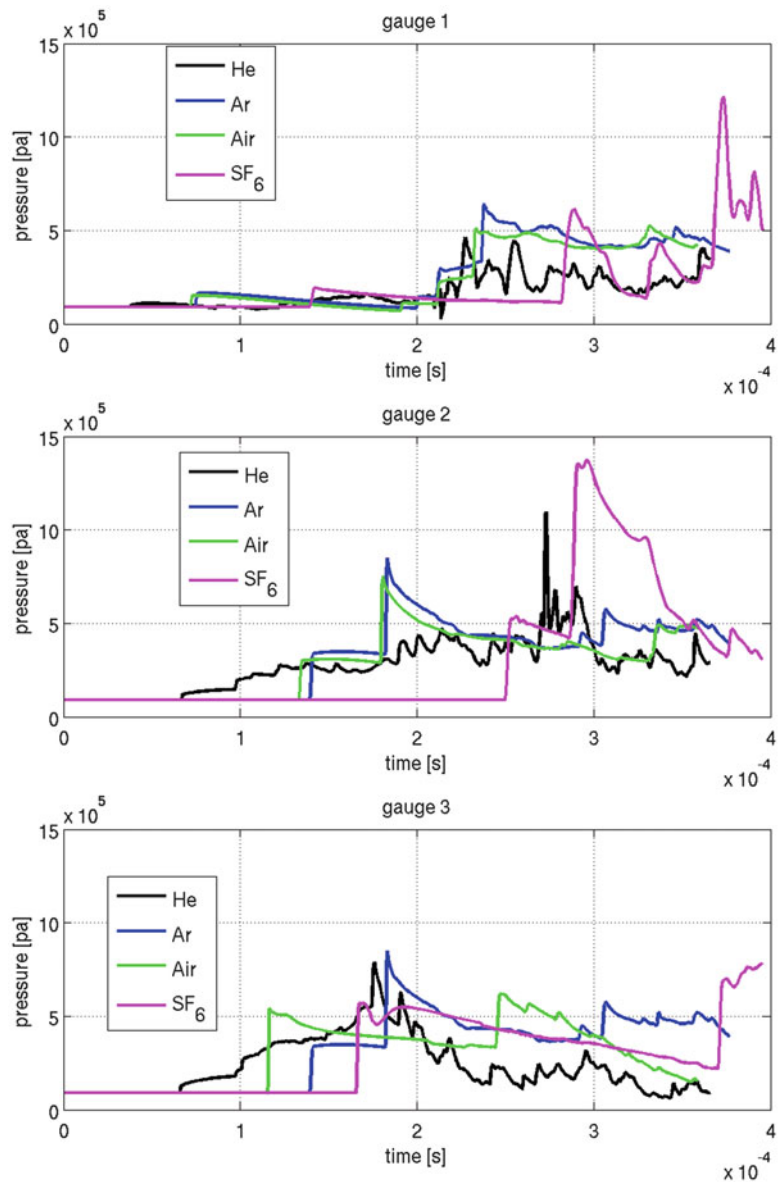 gauge 1
x 10^5
15
10
5
0
pressure [pa]
He
Ar
Air
SF_6
0 1 2 3 4
time [s]
x 10^-4
gauge 2
x 10^5
15
10
5
0
pressure [pa]
He
Ar
Air
SF_6
0 1 2 3 4
time [s]
x 10^-4
gauge 3
x 10^5
15
10
5
0
pressure [pa]
He
Ar
Air
SF_6
0 1 2 3 4
time [s]
x 10^-4